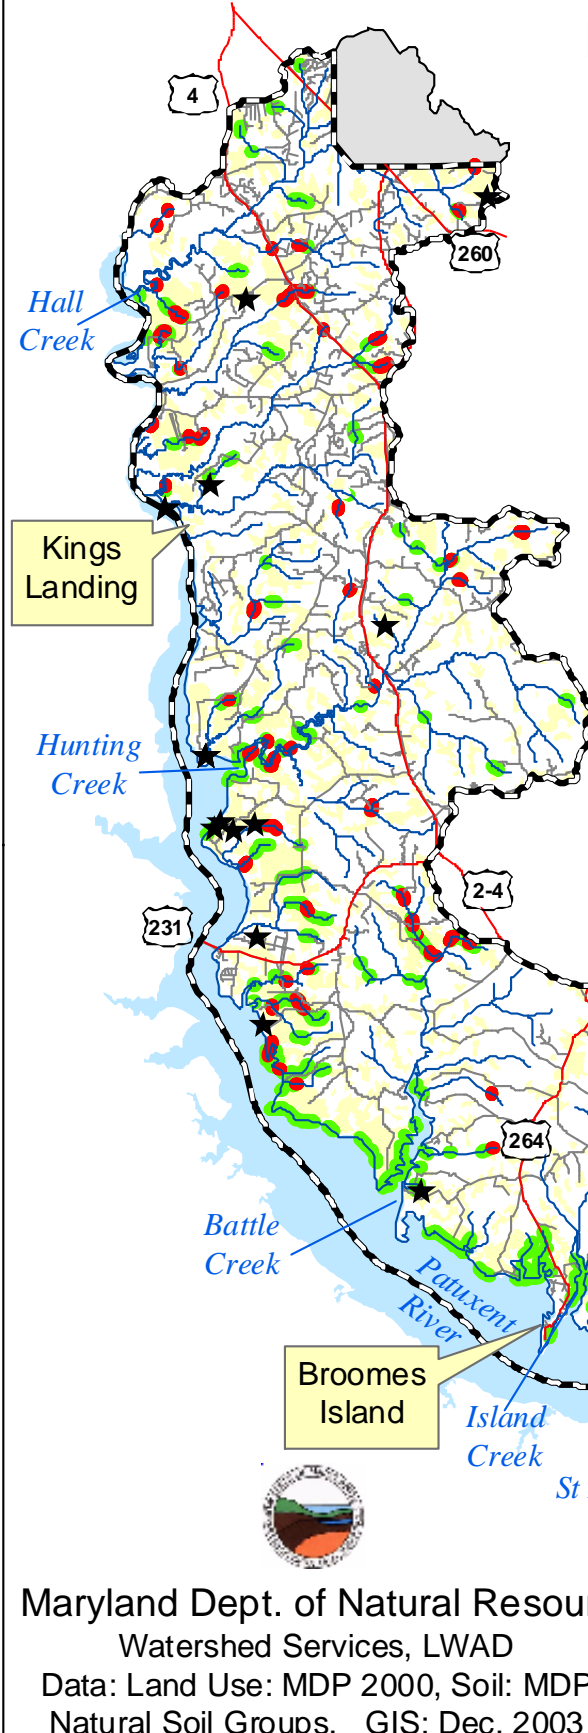 4
260
Hall
Creek
Kings
Landing
Hunting
Creek
2-4
231
264
Battle
Creek
Patuxent
River
Broomes
Island
Island
Creek
St
Maryland Dept. of Natural Resour
Watershed Services, LWAD
Data: Land Use: MDP 2000, Soil: MDP
Natural Soil Groups. GIS: Dec. 2003